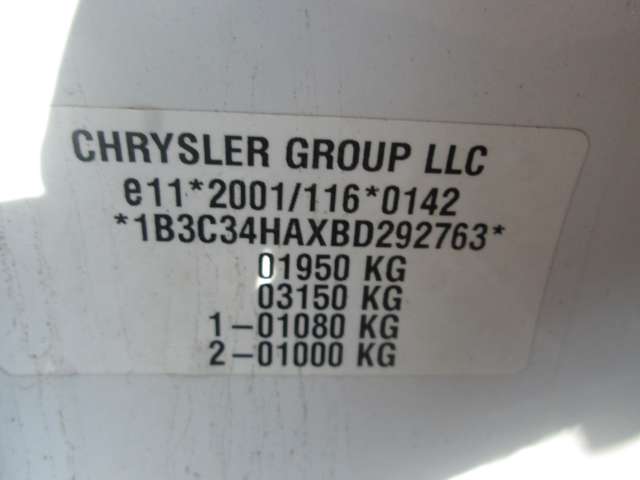 CHRYSLER GROUP LLC
e11*2001/116*0142
*1B3C34HAXBD292763*
01950 KG
03150 KG
1-01080 KG
2-01000 KG